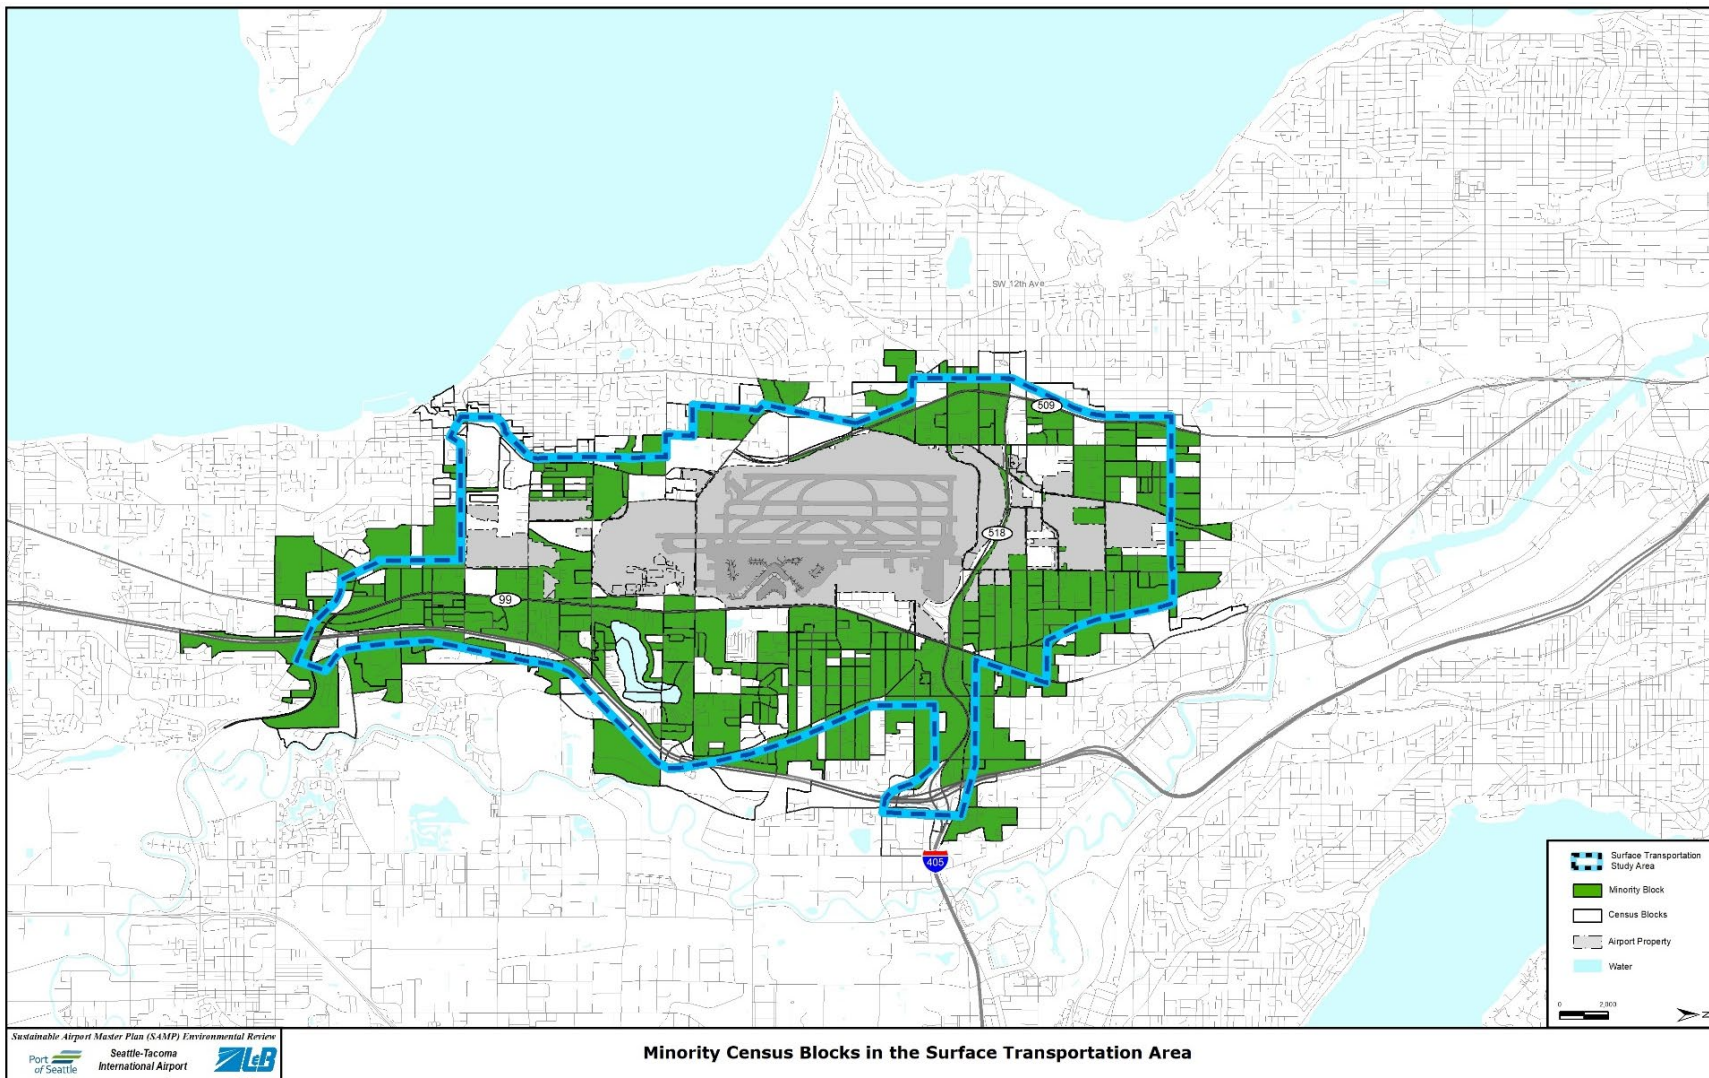 SW 12th Ave
509
518
99
405
Surface Transportation
Study Area
Minority Block
Census Blocks
Airport Property
Water
0 2,000
N
Sustainable Airport Master Plan (SAMP) Environmental Review
Port
of Seattle
Seattle-Tacoma
International Airport
L&B
Minority Census Blocks in the Surface Transportation Area